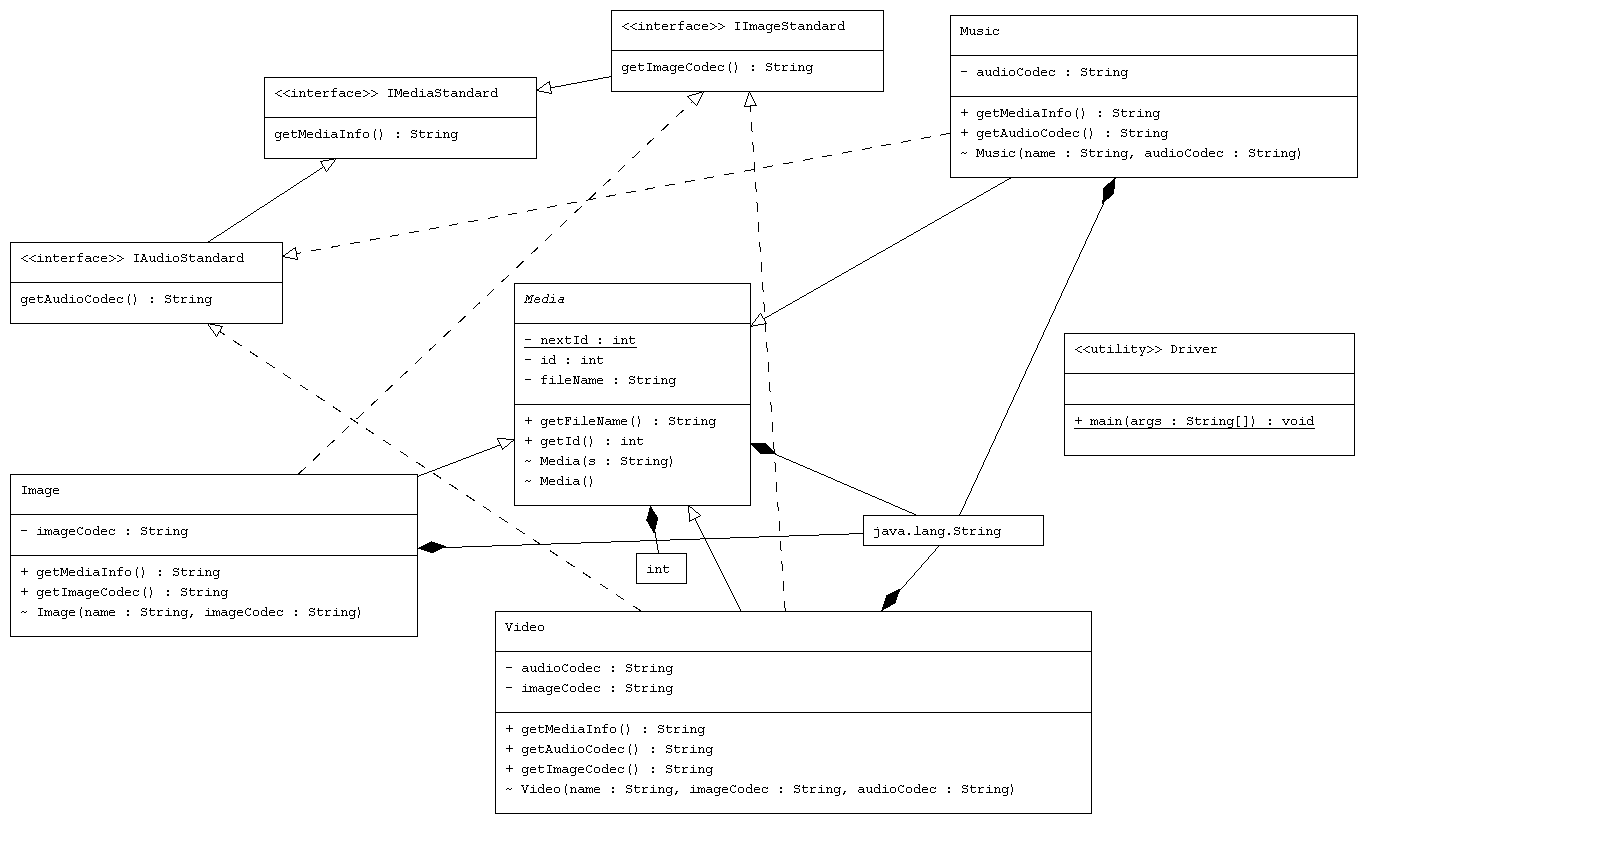 <<interface>> IImageStandard
getImageCodec() : String
Music
- audioCodec : String
+ getMediaInfo() : String
+ getAudioCodec() : String
~ Music(name : String, audioCodec : String)
<<interface>> IMediaStandard
getMediaInfo() : String
<<interface>> IAudioStandard
getAudioCodec() : String
Media
- nextId : int
- id : int
- fileName : String
+ getFileName() : String
+ getId() : int
~ Media(s : String)
~ Media()
<<utility>> Driver
+ main(args : String[]) : void
Image
- imageCodec : String
+ getMediaInfo() : String
+ getImageCodec() : String
~ Image(name : String, imageCodec : String)
java.lang.String
int
Video
- audioCodec : String
- imageCodec : String
+ getMediaInfo() : String
+ getAudioCodec() : String
+ getImageCodec() : String
~ Video(name : String, imageCodec : String, audioCodec : String)